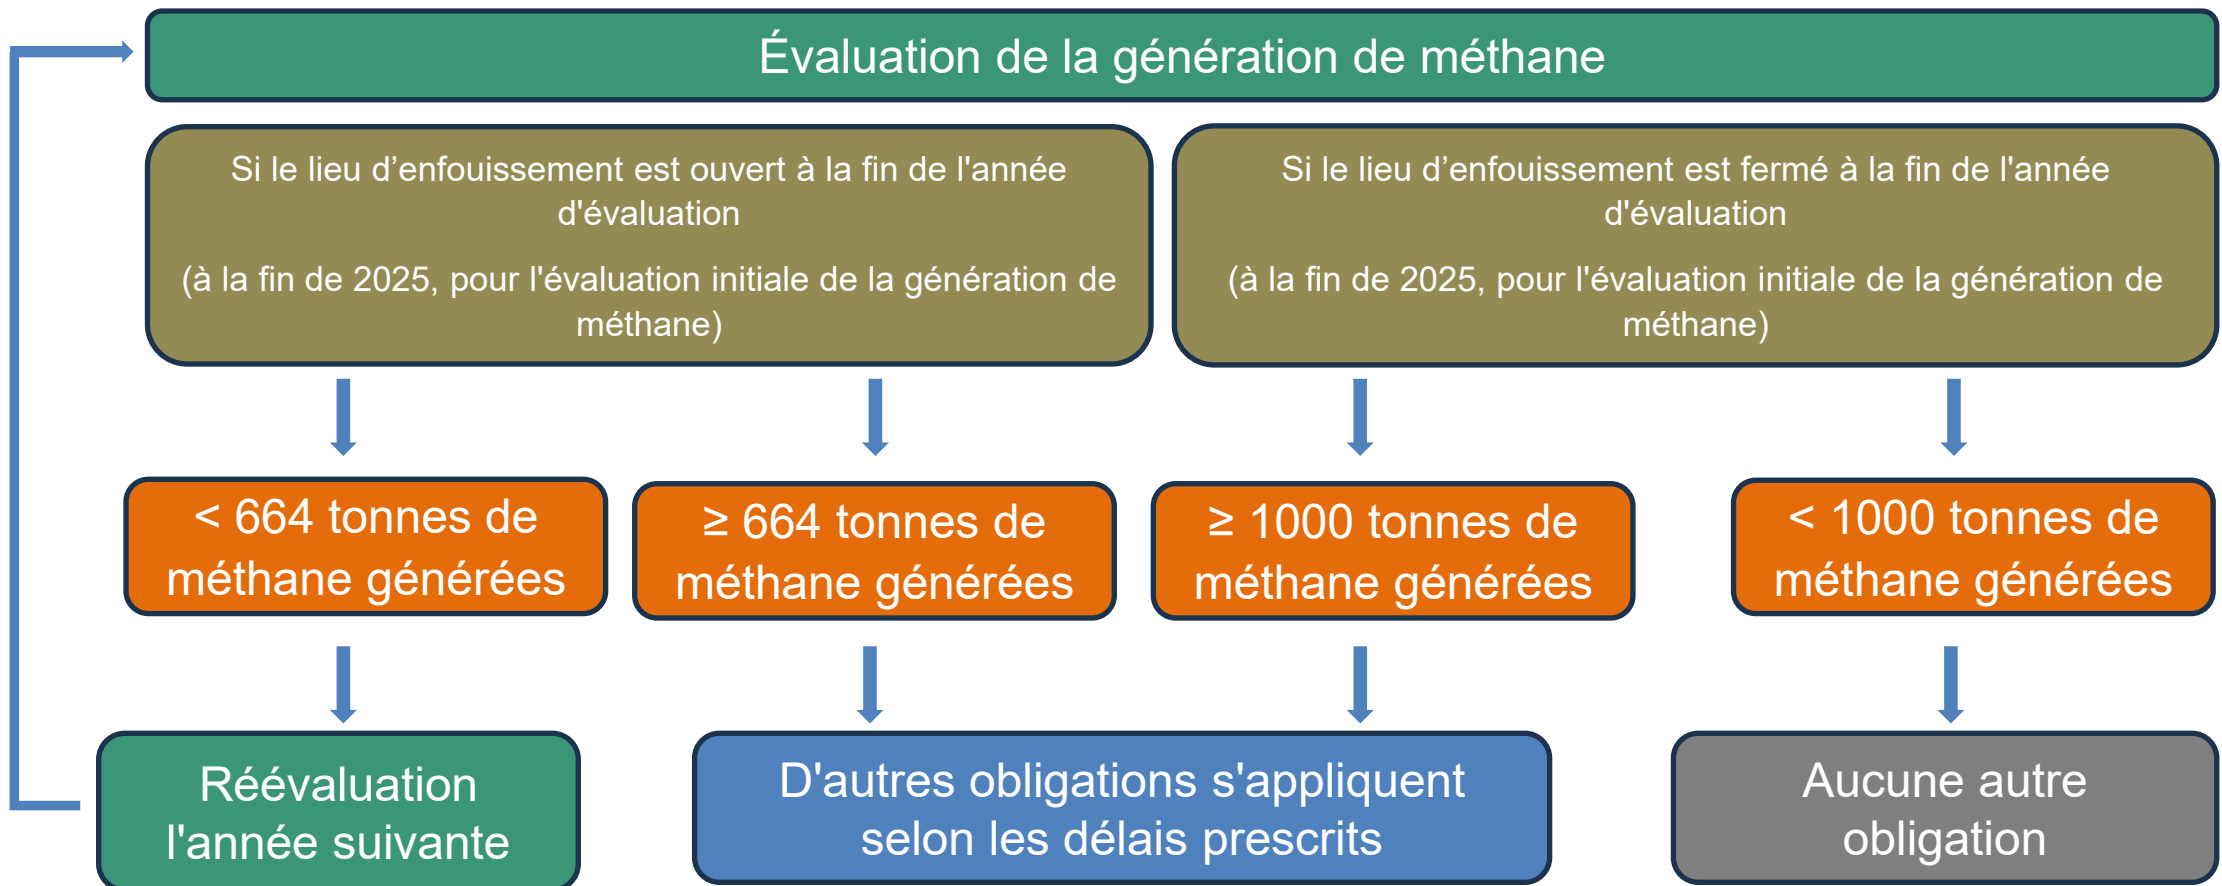 Évaluation de la génération de méthane
Si le lieu d’enfouissement est ouvert à la fin de l'année
d'évaluation
(à la fin de 2025, pour l'évaluation initiale de la génération de
méthane)
Si le lieu d’enfouissement est fermé à la fin de l'année
d'évaluation
(à la fin de 2025, pour l'évaluation initiale de la génération de
méthane)
< 664 tonnes de
méthane générées
≥ 664 tonnes de
méthane générées
≥ 1000 tonnes de
méthane générées
< 1000 tonnes de
méthane générées
Réévaluation
l'année suivante
D'autres obligations s'appliquent
selon les délais prescrits
Aucune autre
obligation